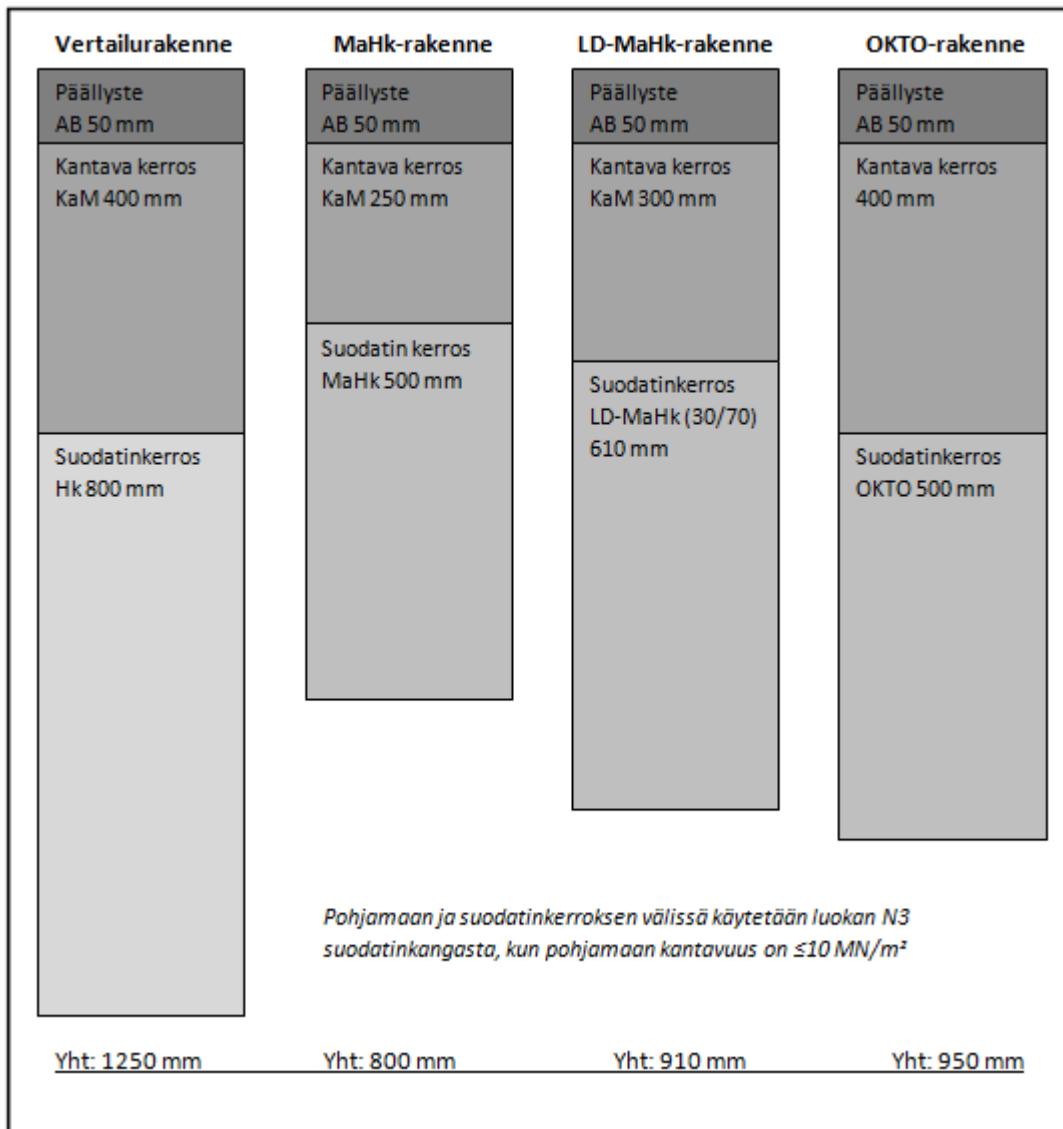 Vertailurakenne
Päällyste
AB 50 mm
Kantava kerros
KaM 400 mm
Suodatinkerros
Hk 800 mm
Yht: 1250 mm
MaHk-rakenne
Päällyste
AB 50 mm
Kantava kerros
KaM 250 mm
Suodatin kerros
MaHk 500 mm
Yht: 800 mm
LD-MaHk-rakenne
Päällyste
AB 50 mm
Kantava kerros
KaM 300 mm
Suodatinkerros
LD-MaHk (30/70)
610 mm
Yht: 910 mm
OKTO-rakenne
Päällyste
AB 50 mm
Kantava kerros
400 mm
Suodatinkerros
OKTO 500 mm
Yht: 950 mm
Pohjamaan ja suodatinkerroksen välissä käytetään luokan N3
suodatinkangasta, kun pohjamaan kantavuus on ≤10 MN/m²